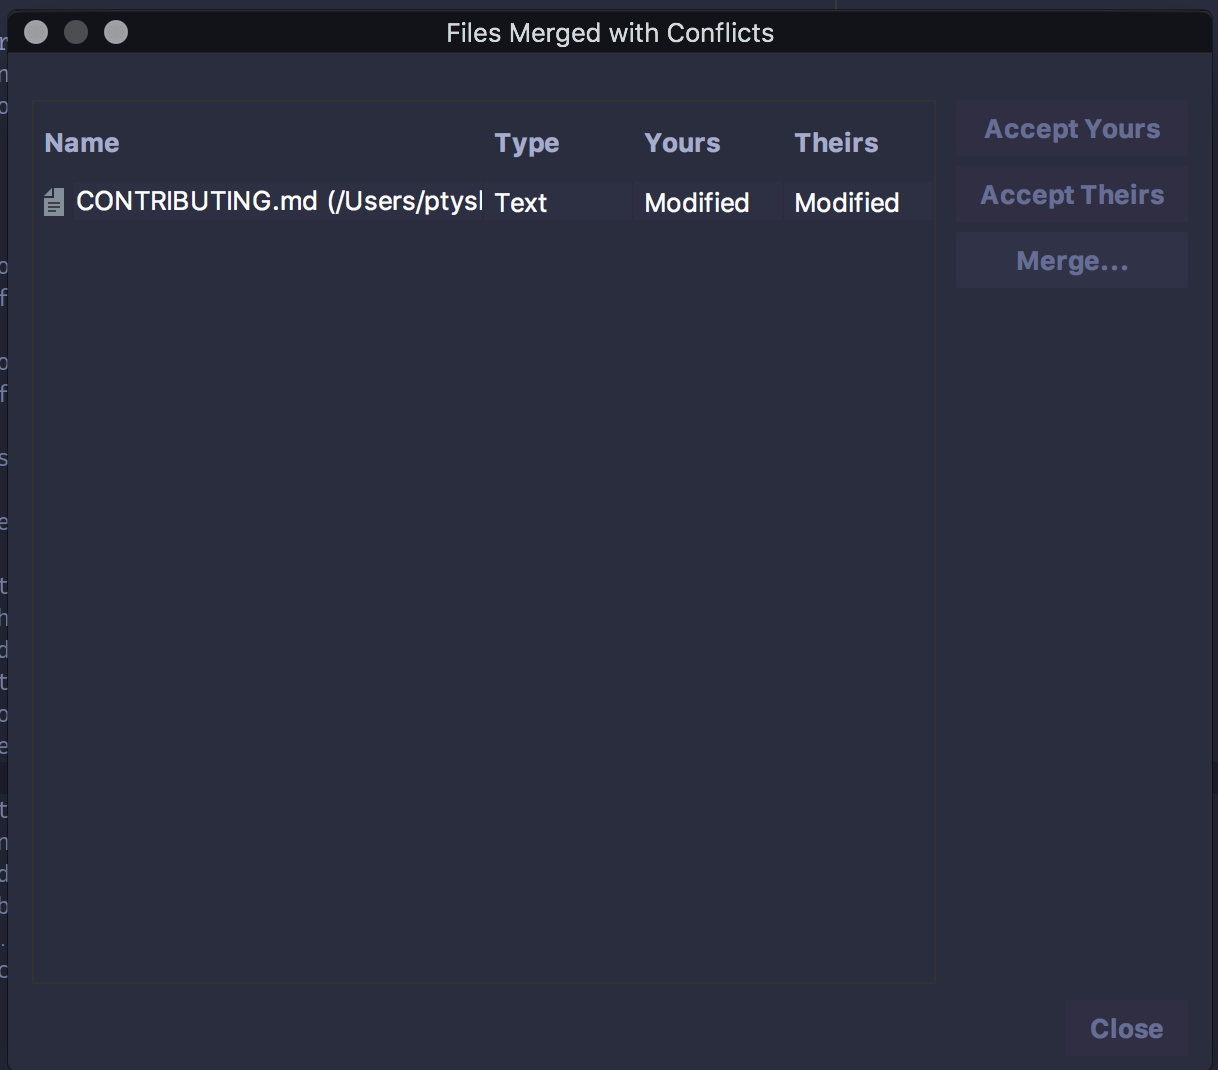 Files Merged with Conflicts
Name Type Yours Theirs
CONTRIBUTING.md (/Users/ptysl Text Modified Modified
Accept Yours
Accept Theirs
Merge...
Close